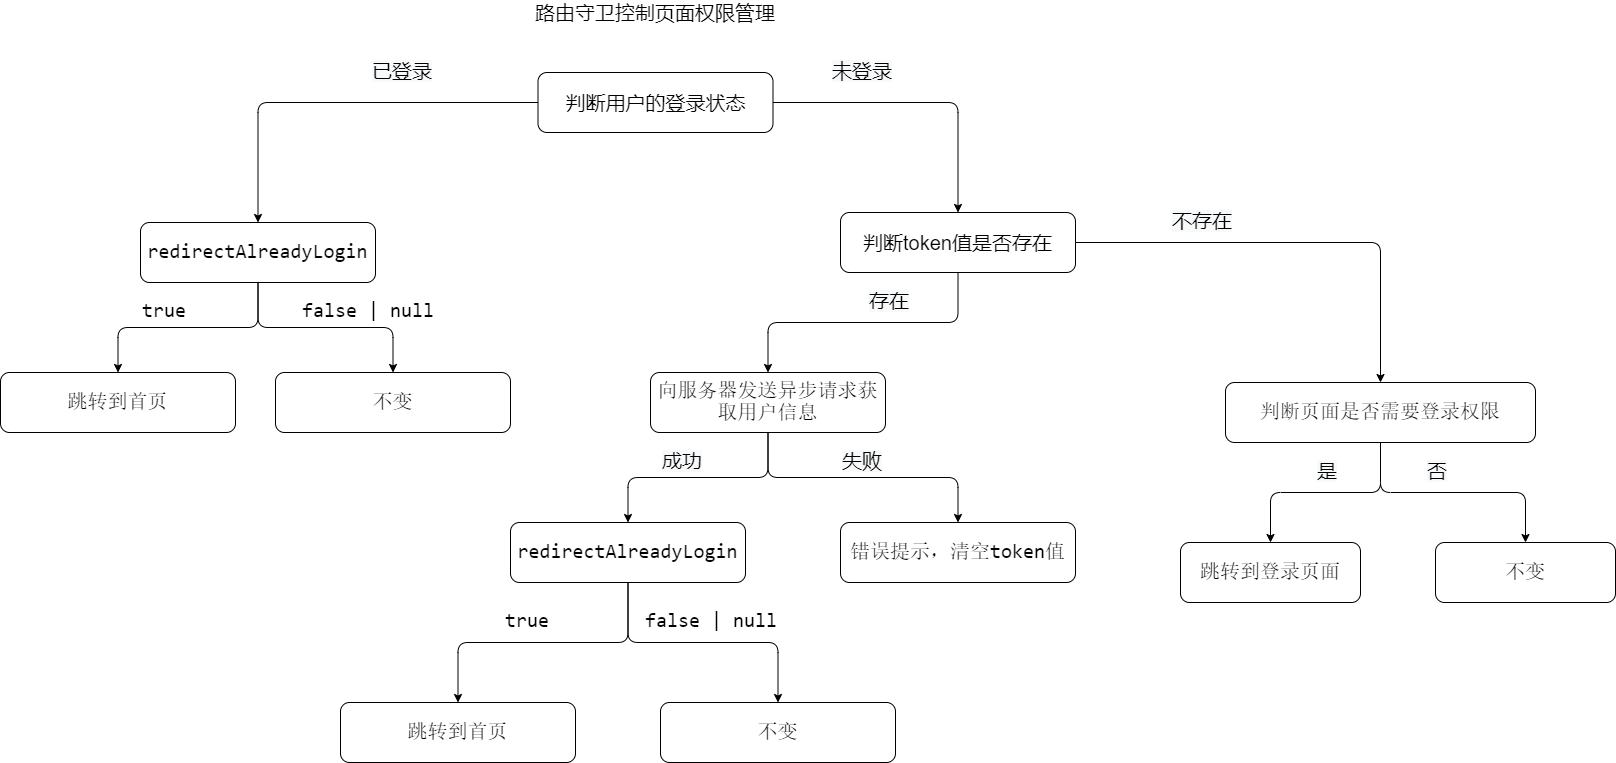 路由守卫控制页面权限管理
已登录
未登录
判断用户的登录状态
不存在
redirectAlreadyLogin
判断token值是否存在
true
false | null
存在
跳转到首页
不变
向服务器发送异步请求获
取用户信息
判断页面是否需要登录权限
成功
失败
是
否
redirectAlreadyLogin
错误提示，清空token值
跳转到登录页面
不变
true
false | null
跳转到首页
不变